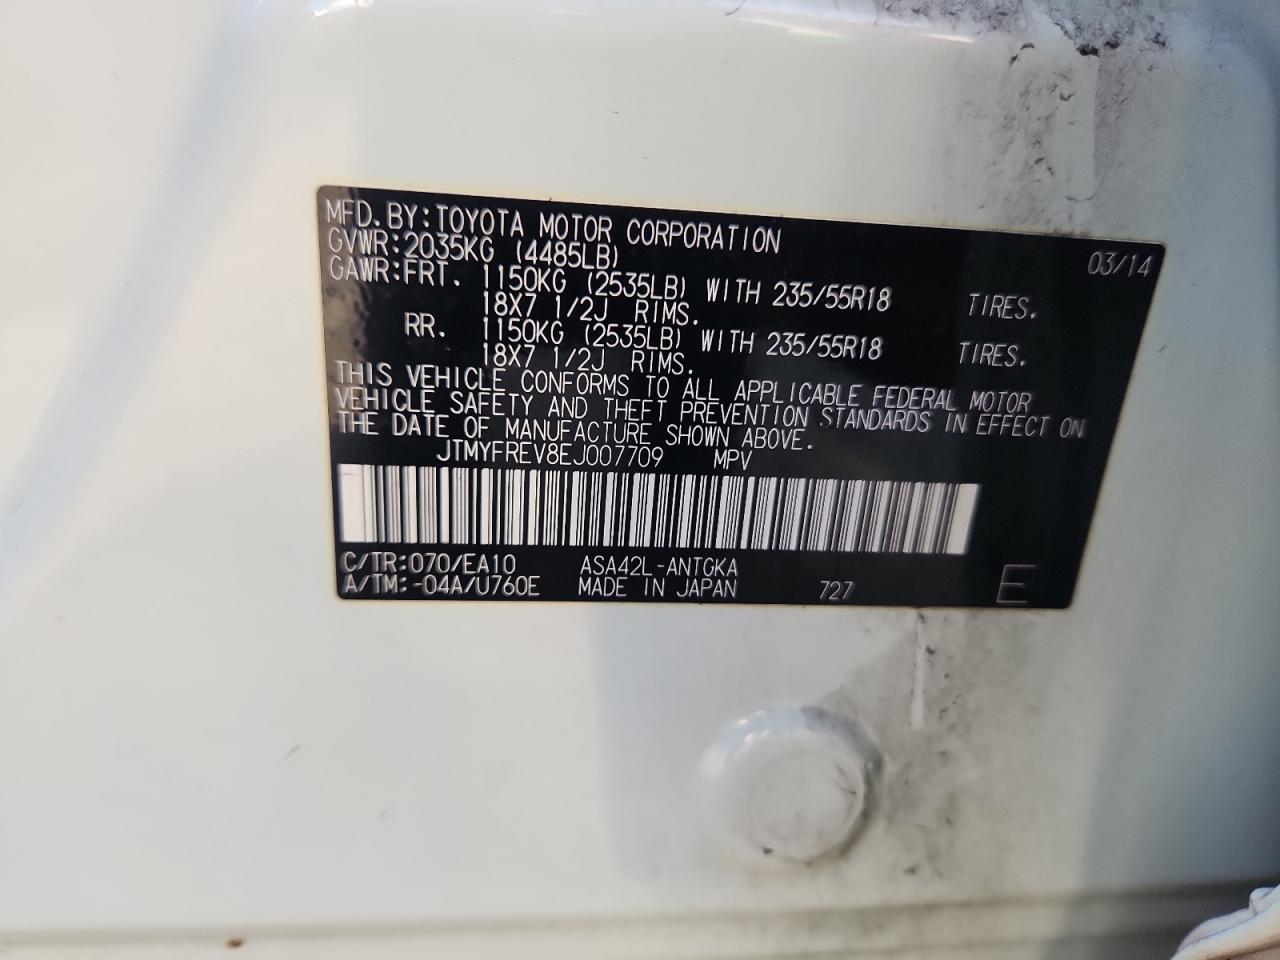 MFD. BY: TOYOTA MOTOR CORPORATION 03/14
GVWR: 2035KG (4485LB)
GAWR: FRT. 1150KG (2535LB) WITH 235/55R18 TIRES.
18X7 1/2J RIMS.
RR. 1150KG (2535LB) WITH 235/55R18 TIRES.
18X7 1/2J RIMS.
THIS VEHICLE CONFORMS TO ALL APPLICABLE FEDERAL MOTOR
VEHICLE SAFETY AND THEFT PREVENTION STANDARDS IN EFFECT ON
THE DATE OF MANUFACTURE SHOWN ABOVE.
JTMYFREV8EJ007709 MPV
C/TR: 070/EA10 ASA42L-ANTGKA
A/TM: -04A/U760E MADE IN JAPAN 727 E